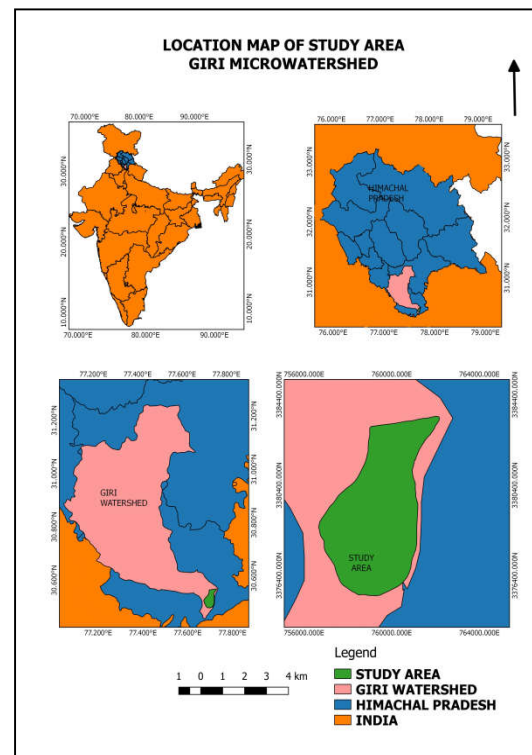 LOCATION MAP OF STUDY AREA
GIRI MICROWATERSHED
70.000°E 80.000°E 90.000°E
30.000°N
20.000°N
10.000°N
30.000°N
20.000°N
10.000°N
70.000°E 80.000°E 90.000°E
76.000°E 77.000°E 78.000°E 79.000°E
33.000°N
32.000°N
31.000°N
33.000°N
32.000°N
31.000°N
HIMACHAL
PRADESH
76.000°E 77.000°E 78.000°E 79.000°E
77.200°E 77.400°E 77.600°E 77.800°E
31.200°N
31.000°N
30.800°N
30.600°N
31.200°N
31.000°N
30.800°N
30.600°N
GIRI
WATERSHED
77.200°E 77.400°E 77.600°E 77.800°E
756000.000E 760000.000E 764000.000E
3384400.000N
3380400.000N
3376400.000N
3384400.000N
3380400.000N
3376400.000N
STUDY
AREA
756000.000E 760000.000E 764000.000E
Legend
STUDY AREA
GIRI WATERSHED
HIMACHAL PRADESH
INDIA
1 0 1 2 3 4 km